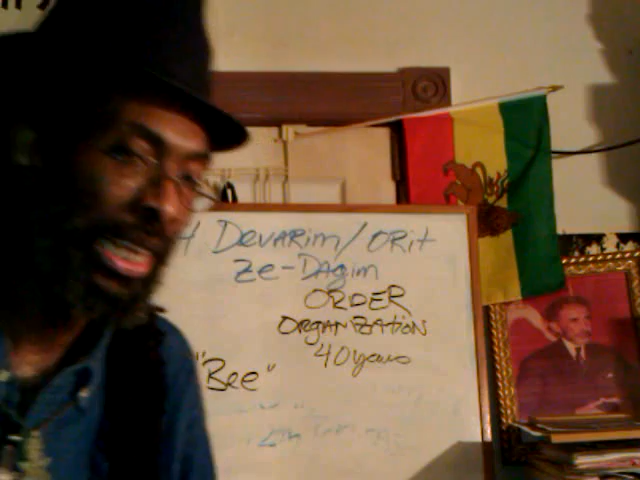 Devarim/Orit
Ze-Dagim
ORDER
ORGANIZATION
40 years
"Bee"